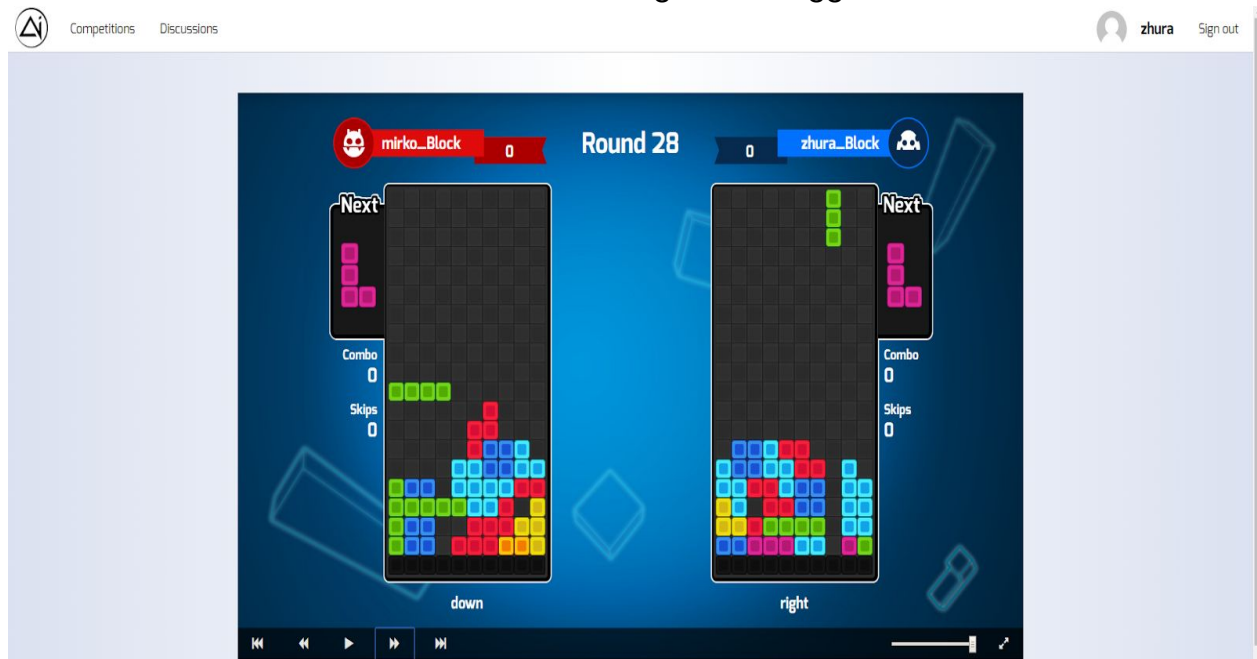 Competitions Discussions zhura Sign out
mirko_Block 0 Round 28 0 zhura_Block
Next Next
Combo Combo
0 0
Skips Skips
0 0
down right